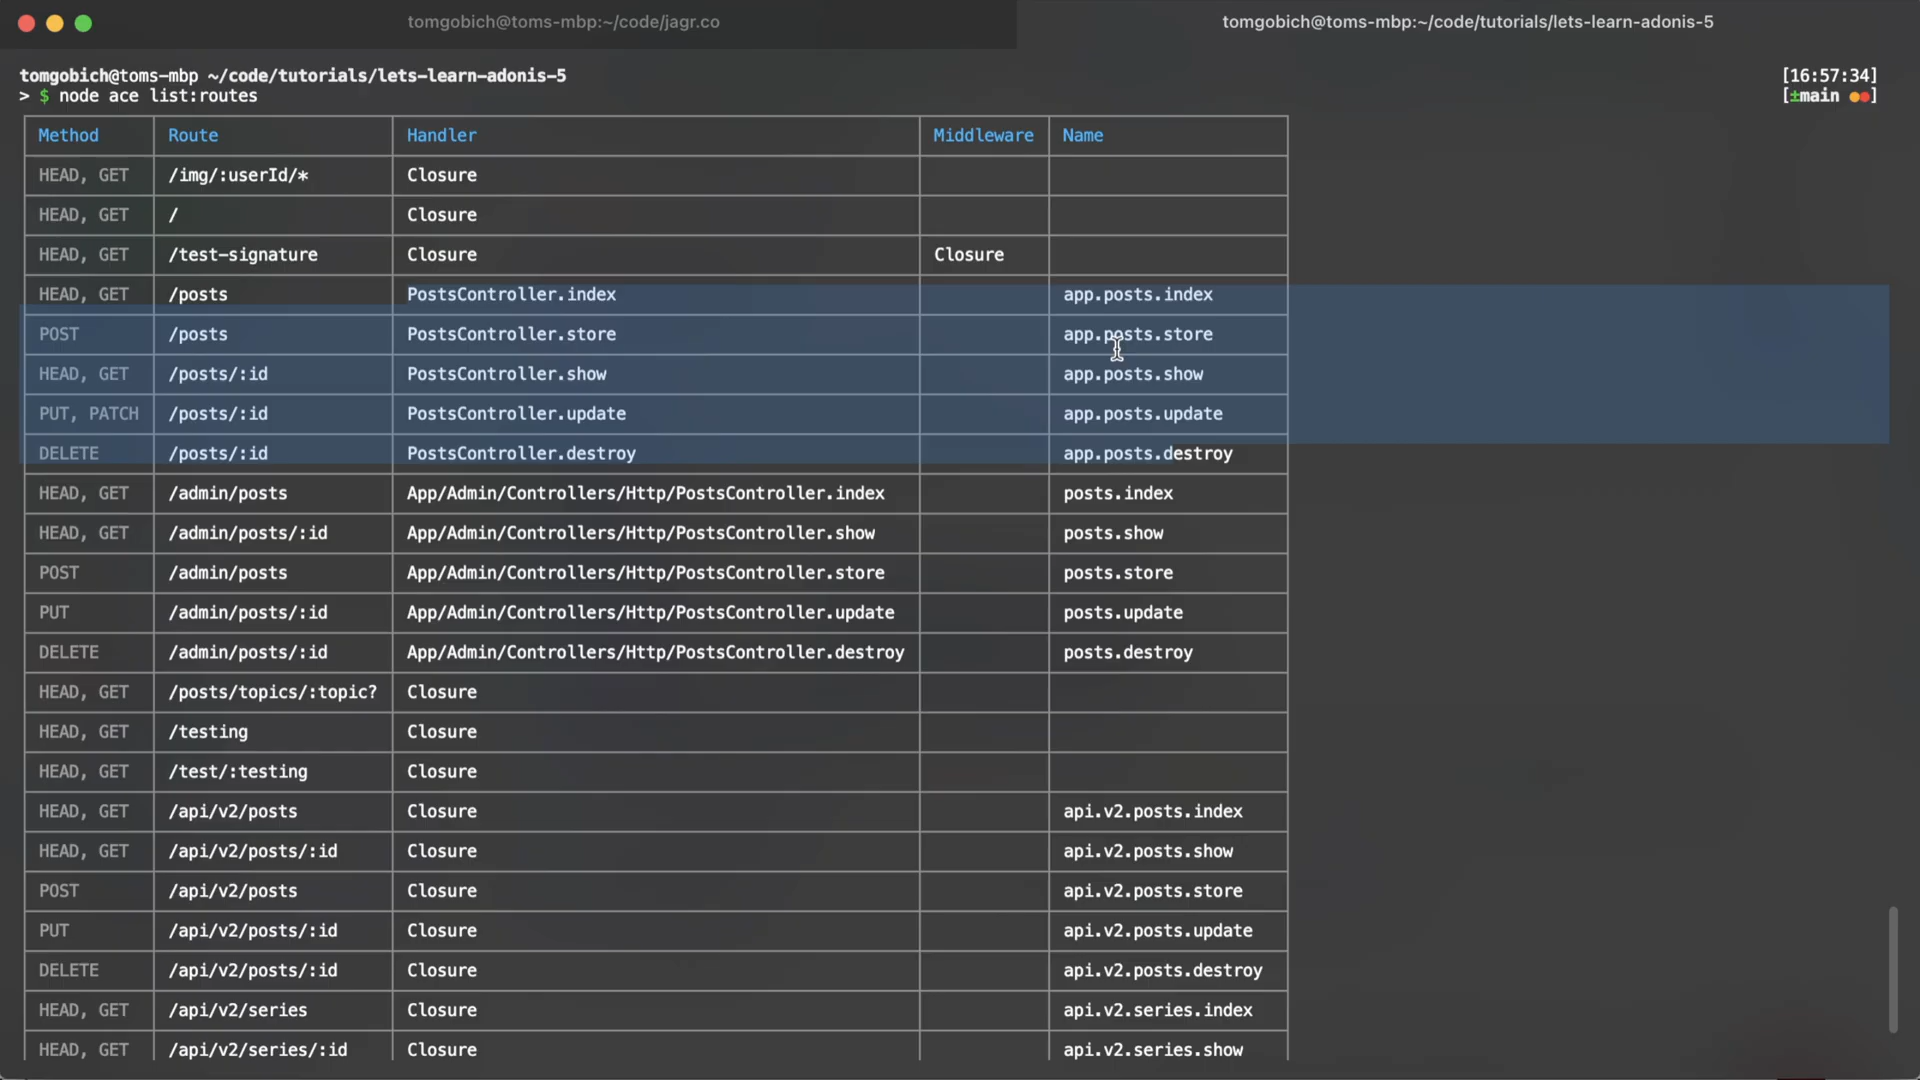 tomgobich@toms-mbp:~/code/jagr.co tomgobich@toms-mbp:~/code/tutorials/lets-learn-adonis-5
tomgobich@toms-mbp ~/code/tutorials/lets-learn-adonis-5 [16:57:34]
> $ node ace list:routes [±main ]
Method Route Handler Middleware Name
HEAD, GET /img/:userId/* Closure
HEAD, GET / Closure
HEAD, GET /test-signature Closure Closure
HEAD, GET /posts PostsController.index app.posts.index
POST /posts PostsController.store app.posts.store
HEAD, GET /posts/:id PostsController.show app.posts.show
PUT, PATCH /posts/:id PostsController.update app.posts.update
DELETE /posts/:id PostsController.destroy app.posts.destroy
HEAD, GET /admin/posts App/Admin/Controllers/Http/PostsController.index posts.index
HEAD, GET /admin/posts/:id App/Admin/Controllers/Http/PostsController.show posts.show
POST /admin/posts App/Admin/Controllers/Http/PostsController.store posts.store
PUT /admin/posts/:id App/Admin/Controllers/Http/PostsController.update posts.update
DELETE /admin/posts/:id App/Admin/Controllers/Http/PostsController.destroy posts.destroy
HEAD, GET /posts/topics/:topic? Closure
HEAD, GET /testing Closure
HEAD, GET /test/:testing Closure
HEAD, GET /api/v2/posts Closure api.v2.posts.index
HEAD, GET /api/v2/posts/:id Closure api.v2.posts.show
POST /api/v2/posts Closure api.v2.posts.store
PUT /api/v2/posts/:id Closure api.v2.posts.update
DELETE /api/v2/posts/:id Closure api.v2.posts.destroy
HEAD, GET /api/v2/series Closure api.v2.series.index
HEAD, GET /api/v2/series/:id Closure api.v2.series.show